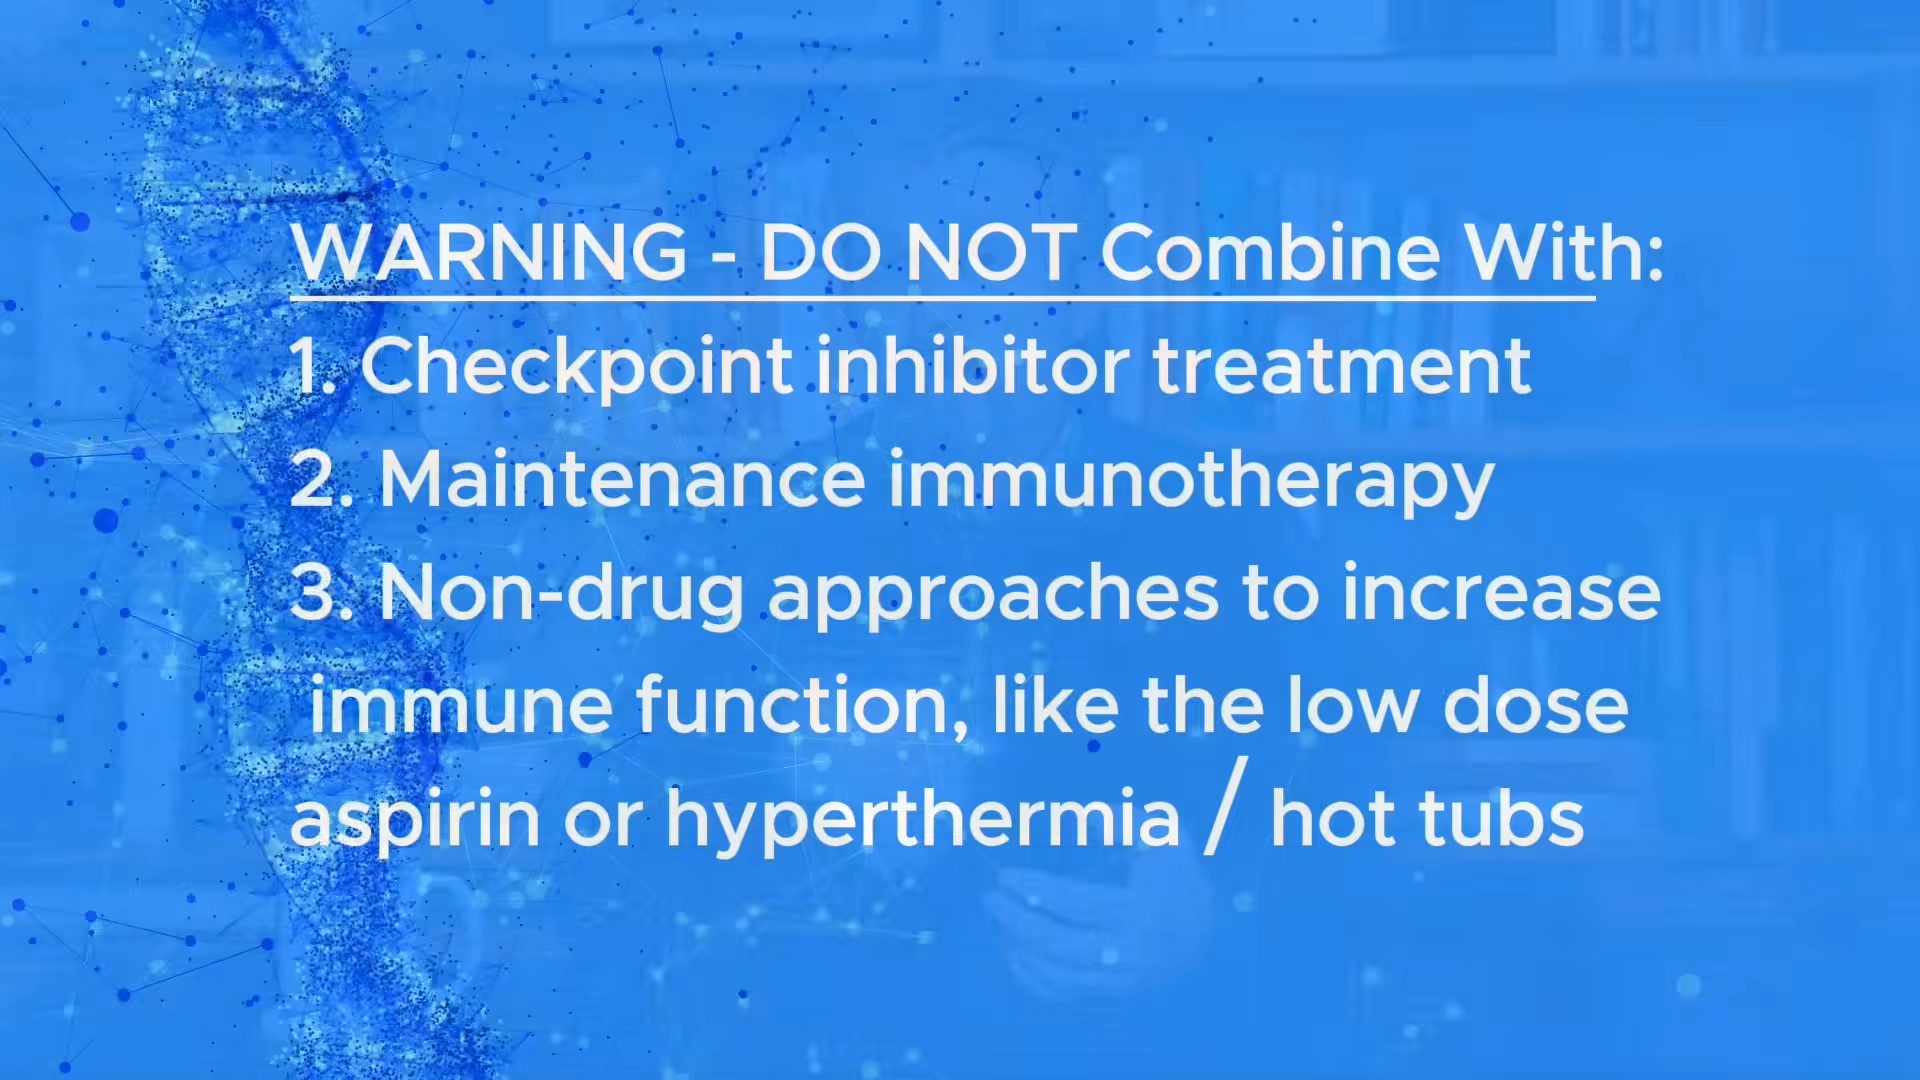 WARNING - DO NOT Combine With:
1. Checkpoint inhibitor treatment
2. Maintenance immunotherapy
3. Non-drug approaches to increase
immune function, like the low dose
aspirin or hyperthermia / hot tubs